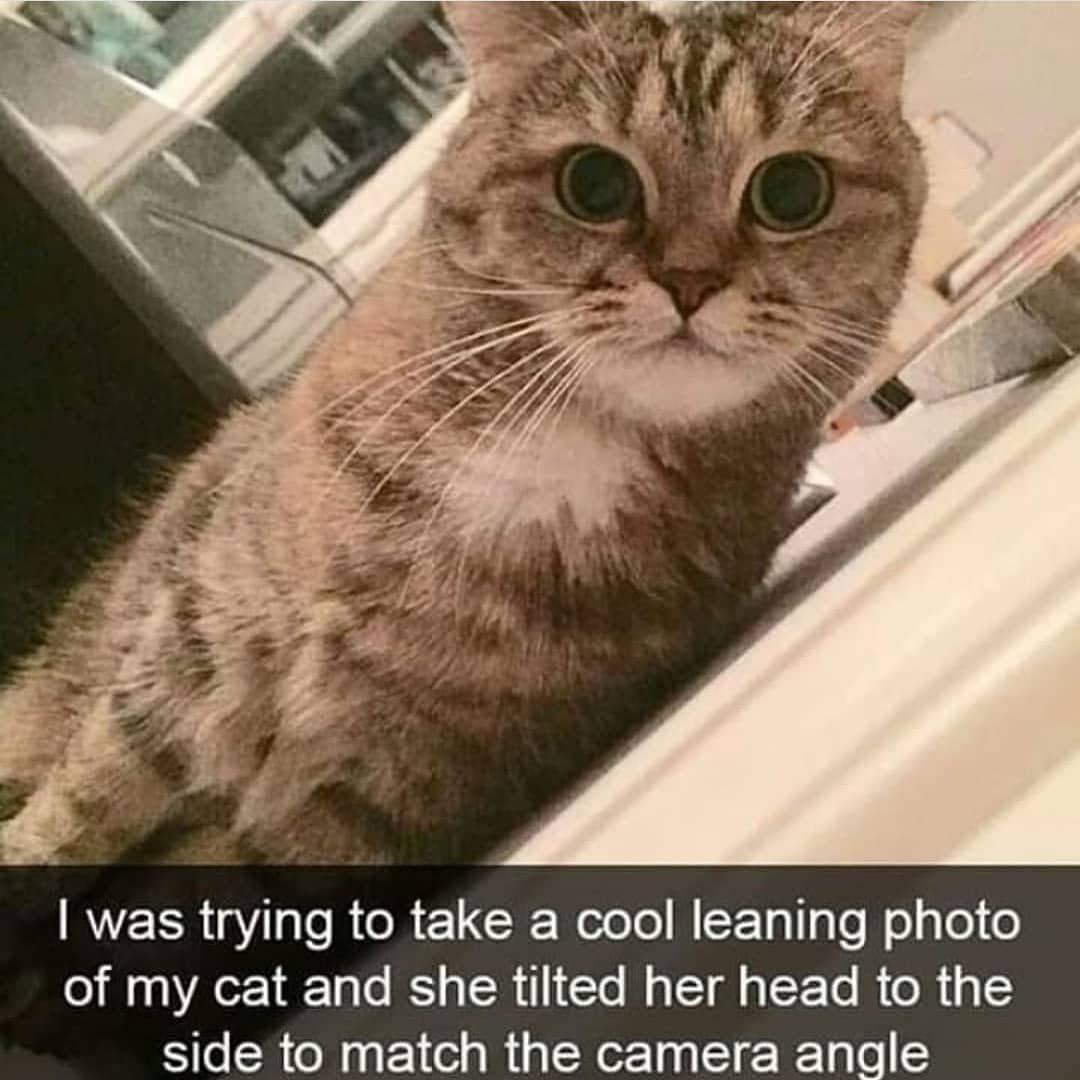 I was trying to take a cool leaning photo
of my cat and she tilted her head to the
side to match the camera angle